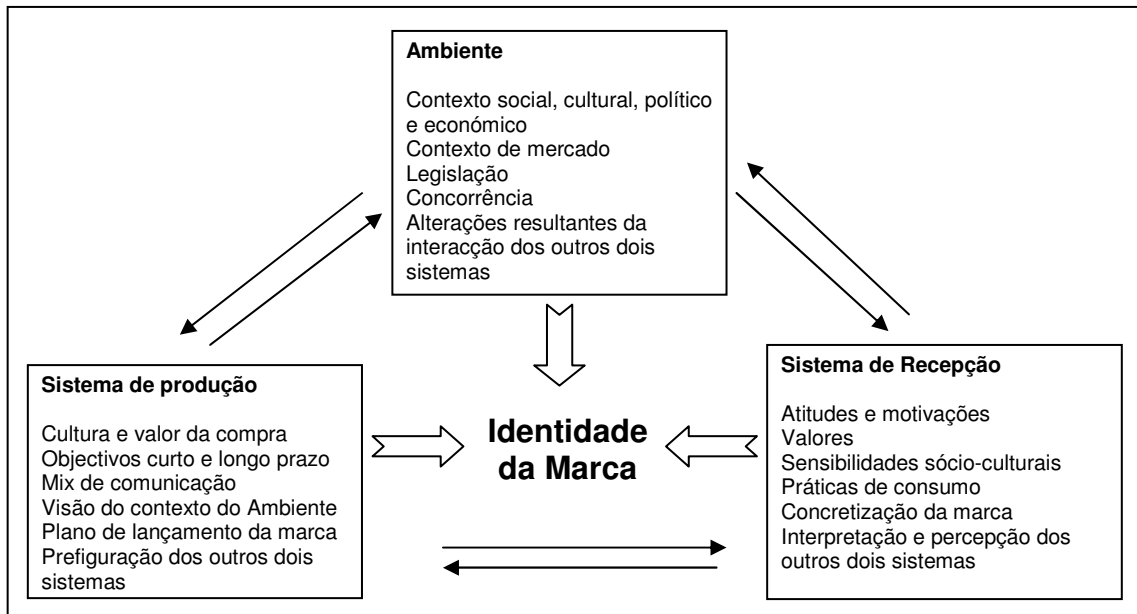 Ambiente
Contexto social, cultural, político
e económico
Contexto de mercado
Legislação
Concorrência
Alterações resultantes da
interacção dos outros dois
sistemas
Sistema de produção
Cultura e valor da compra
Objectivos curto e longo prazo
Mix de comunicação
Visão do contexto do Ambiente
Plano de lançamento da marca
Prefiguração dos outros dois
sistemas
Identidade
da Marca
Sistema de Recepção
Atitudes e motivações
Valores
Sensibilidades sócio-culturais
Práticas de consumo
Concretização da marca
Interpretação e percepção dos
outros dois sistemas